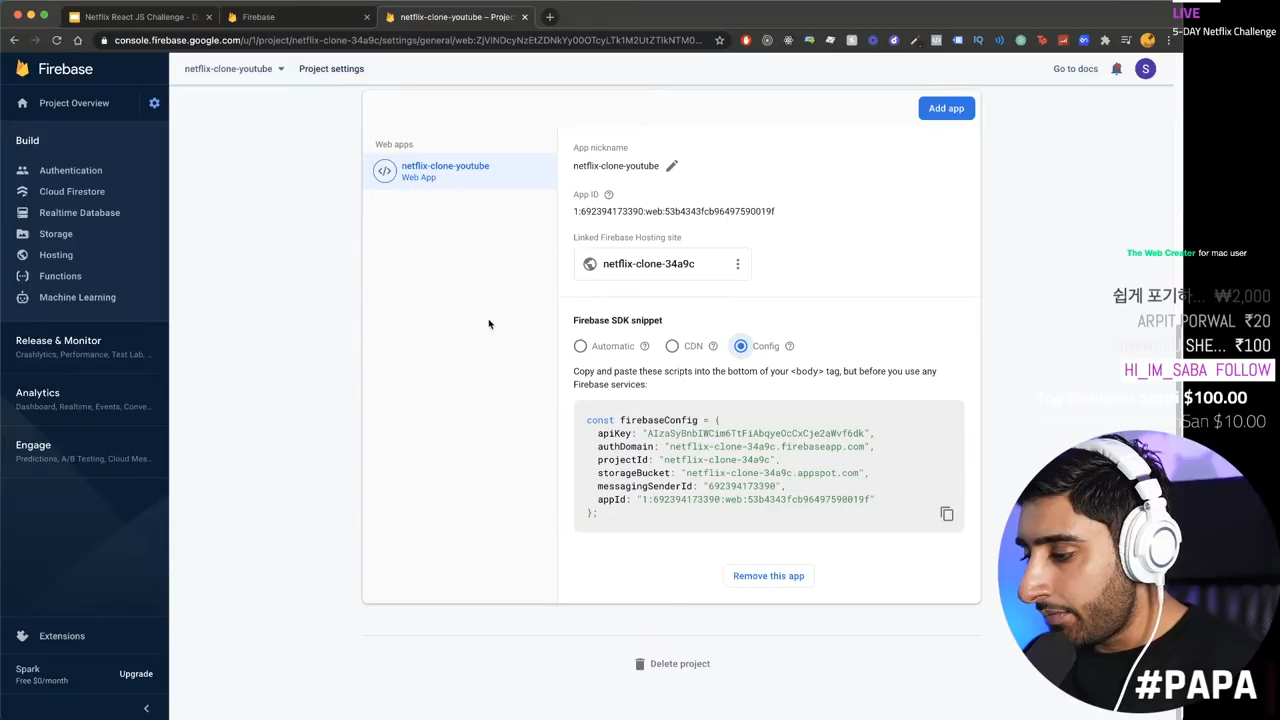 Netflix React JS Challenge - D
Firebase
netflix-clone-youtube – Projec
LIVE
5-DAY Netflix Challenge
console.firebase.google.com/u/1/project/netflix-clone-34a9c/settings/general/web:ZjVlNDcyNzEtZDNkYy00OTcyLTk1M2UtZTlkNTM0...
Firebase
netflix-clone-youtube
Project settings
Go to docs
S
Project Overview
Add app
Build
Authentication
Cloud Firestore
Realtime Database
Storage
Hosting
Functions
Machine Learning
Release & Monitor
Crashlytics, Performance, Test Lab, ...
Analytics
Dashboard, Realtime, Events, Conve...
Engage
Predictions, A/B Testing, Cloud Mes...
Extensions
Spark
Free $0/month
Upgrade
Web apps
netflix-clone-youtube
Web App
App nickname
netflix-clone-youtube
App ID
1:692394173390:web:53b4343fcb96497590019f
Linked Firebase Hosting site
netflix-clone-34a9c
Firebase SDK snippet
Automatic
CDN
Config
Copy and paste these scripts into the bottom of your <body> tag, but before you use any
Firebase services:
const firebaseConfig = {
apiKey: "AIzaSyBnbIWCim6TtFiAbqyeOcCxCje2aWvf6dk",
authDomain: "netflix-clone-34a9c.firebaseapp.com",
projectId: "netflix-clone-34a9c",
storageBucket: "netflix-clone-34a9c.appspot.com",
messagingSenderId: "692394173390",
appId: "1:692394173390:web:53b4343fcb96497590019f"
};
Remove this app
Delete project
The Web Creater for mac user
쉽게 포기하... ₩2,000
ARPIT PORWAL ₹20
SHE... ₹100
HI_IM_SABA FOLLOW
$100.00
San $10.00
#PAPA